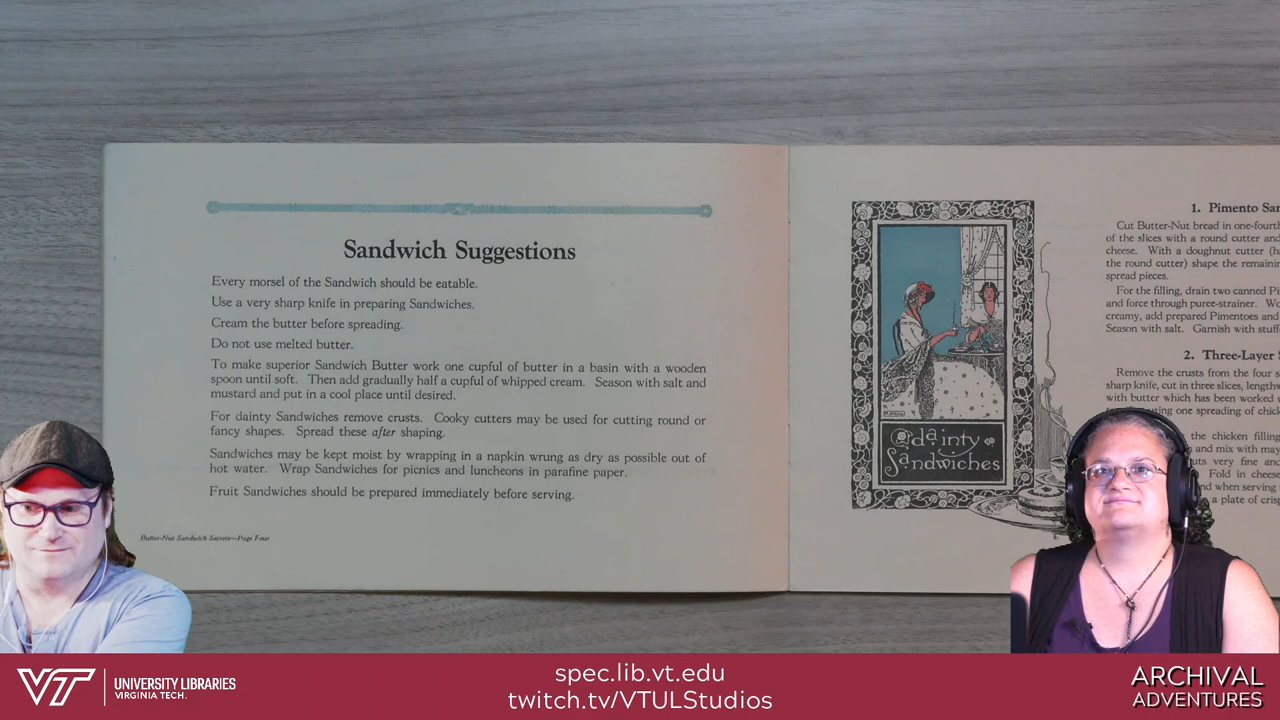 Sandwich Suggestions
Every morsel of the Sandwich should be eatable.
Use a very sharp knife in preparing Sandwiches.
Cream the butter before spreading.
Do not use melted butter.
To make superior Sandwich Butter work one cupful of butter in a basin with a wooden
spoon until soft. Then add gradually half a cupful of whipped cream. Season with salt and
mustard and put in a cool place until desired.
For dainty Sandwiches remove crusts. Cooky cutters may be used for cutting round or
fancy shapes. Spread these after shaping.
Sandwiches may be kept moist by wrapping in a napkin wrung as dry as possible out of
hot water. Wrap Sandwiches for picnics and luncheons in parafine paper.
Fruit Sandwiches should be prepared immediately before serving.
Butter-Nut Sandwich Secrets—Page Four
dainty
Sandwiches
1. Pimento
Cut Butter-Nut bread in one-fourth
of the slices with a round cutter and
cheese. With a doughnut cutter
the round cutter) shape the
spread pieces.
For the filling, drain two canned
and force through puree-strainer.
creamy, add prepared Pimentoes and
Season with salt. Garnish with
2. Three-Layer
Remove the crusts from the four
sharp knife, cut in three slices,
with butter which has been worked
using one spreading of
the chicken filling
and mix with
very fine and
Fold in cheese
and when serving
a plate of
VT UNIVERSITY LIBRARIES
VIRGINIA TECH.
spec.lib.vt.edu
twitch.tv/VTULStudios
ARCHIVAL
ADVENTURES